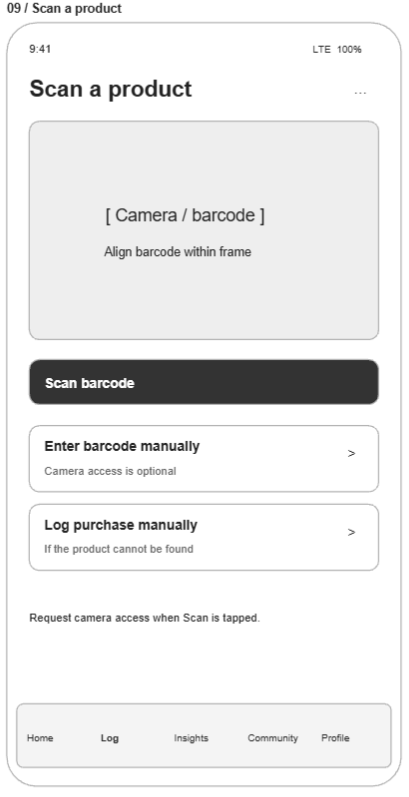 09 / Scan a product
9:41 LTE 100%
Scan a product ...
[ Camera / barcode ]
Align barcode within frame
Scan barcode
Enter barcode manually
>
Camera access is optional
Log purchase manually
>
If the product cannot be found
Request camera access when Scan is tapped.
Home Log Insights Community Profile